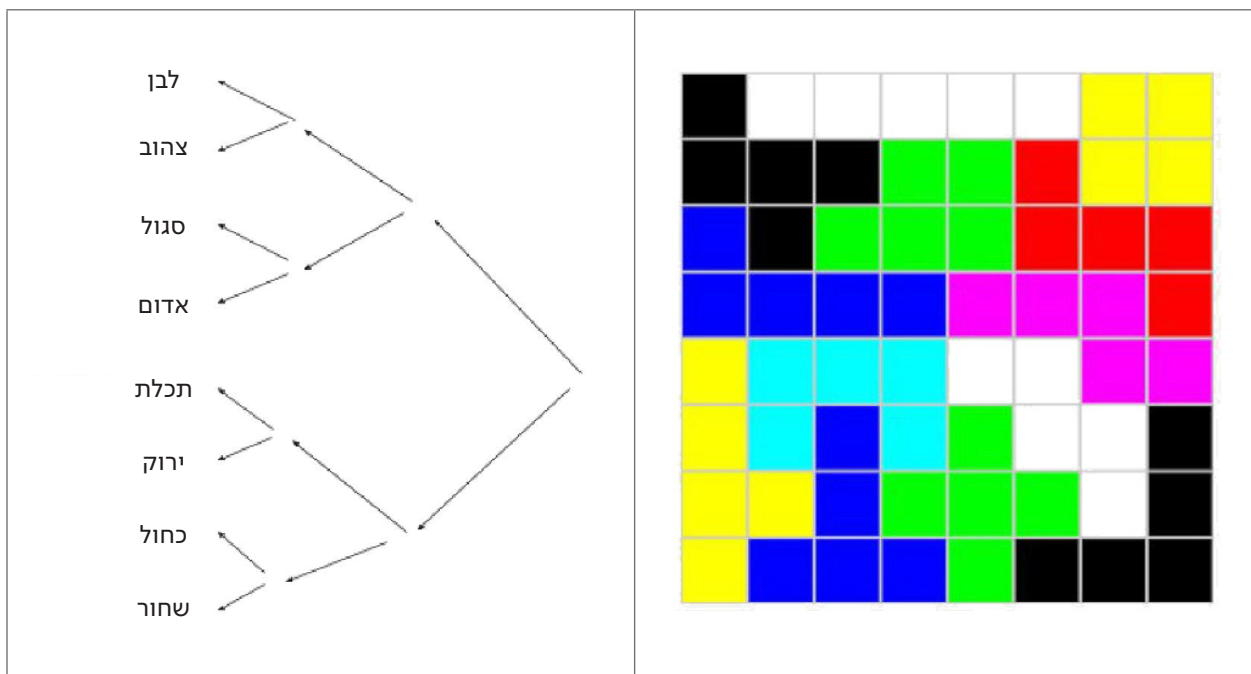 לבן
צהוב
סגול
אדום
תכלת
ירוק
כחול
שחור